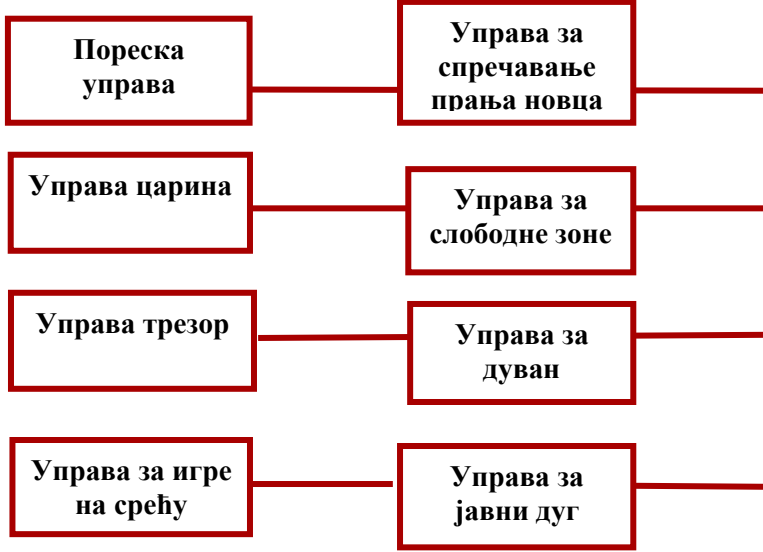 Пореска
управа
Управа за
спречавање
прања новца
Управа царина
Управа за
слободне зоне
Управа трезор
Управа за
дуван
Управа за игре
на срећу
Управа за
јавни дуг